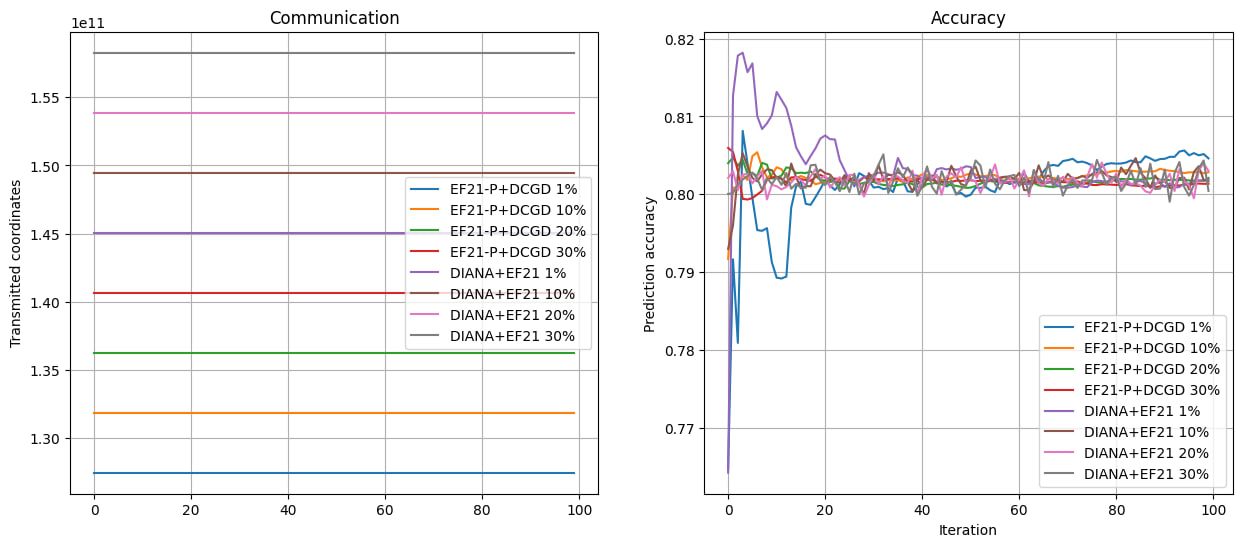 Communication
1e11
Transmitted coordinates
1.55
1.50
1.45
1.40
1.35
1.30
0
20
40
60
80
100
EF21-P+DCGD 1%
EF21-P+DCGD 10%
EF21-P+DCGD 20%
EF21-P+DCGD 30%
DIANA+EF21 1%
DIANA+EF21 10%
DIANA+EF21 20%
DIANA+EF21 30%
Accuracy
Prediction accuracy
0.82
0.81
0.80
0.79
0.78
0.77
0
20
40
60
80
100
Iteration
EF21-P+DCGD 1%
EF21-P+DCGD 10%
EF21-P+DCGD 20%
EF21-P+DCGD 30%
DIANA+EF21 1%
DIANA+EF21 10%
DIANA+EF21 20%
DIANA+EF21 30%